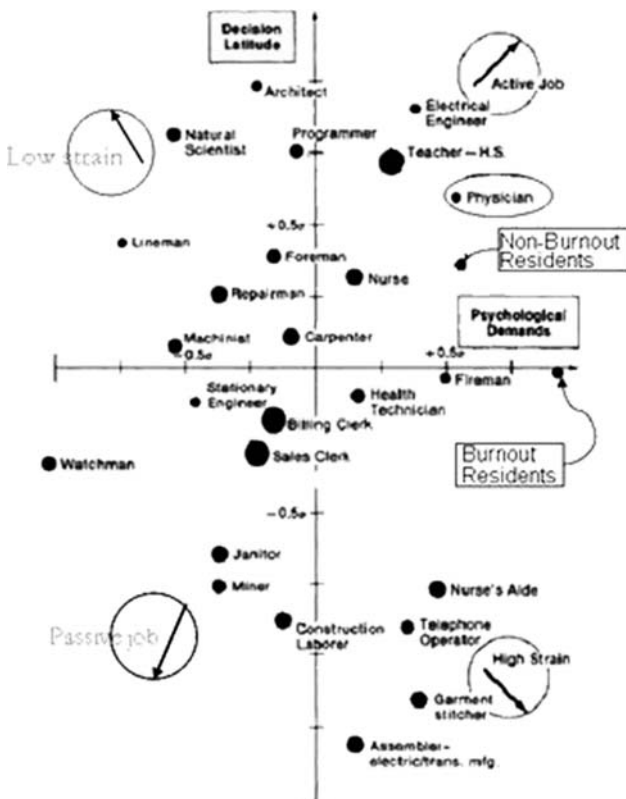 Decision
Latitude
Architect
Active Job
Electrical
Engineer
Natural
Scientist
Programmer
Low strain
Teacher — H.S.
Physician
+0.5σ
Lineman
Non-Burnout
Residents
Foreman
Nurse
Repairman
Psychological
Demands
Machinist
Carpenter
-0.5σ
+0.5σ
Fireman
Stationary
Engineer
Health
Technician
Billing Clerk
Sales Clerk
Watchman
Burnout
Residents
-0.5σ
Janitor
Miner
Nurse's Aide
Passive job
Construction
Laborer
Telephone
Operator
High Strain
Garment
stitcher
Assembler-
electric/trans. mfg.